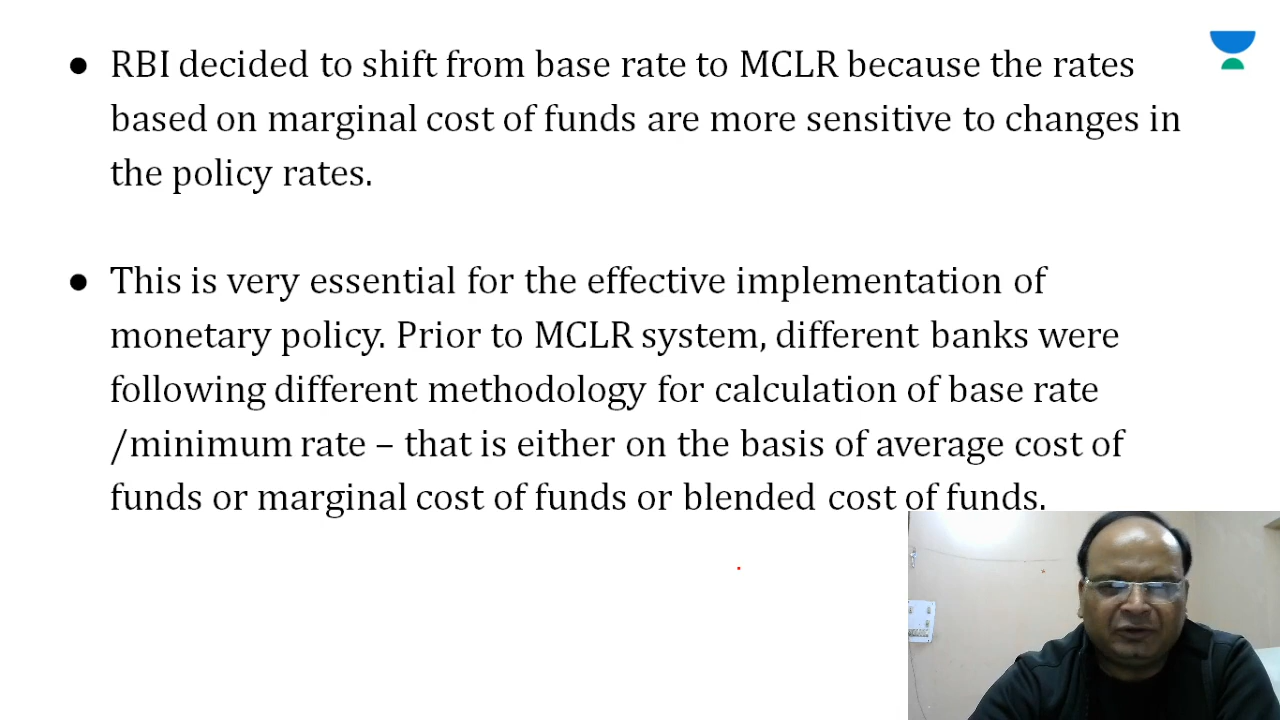 ● RBI decided to shift from base rate to MCLR because the rates
based on marginal cost of funds are more sensitive to changes in
the policy rates.
● This is very essential for the effective implementation of
monetary policy. Prior to MCLR system, different banks were
following different methodology for calculation of base rate
/minimum rate – that is either on the basis of average cost of
funds or marginal cost of funds or blended cost of funds.